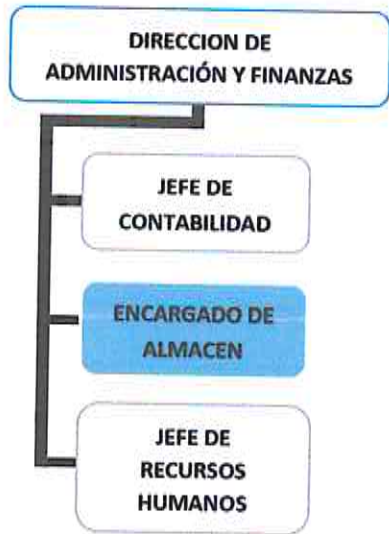 DIRECCION DE
ADMINISTRACIÓN Y FINANZAS
JEFE DE
CONTABILIDAD
ENCARGADO DE
ALMACEN
JEFE DE
RECURSOS
HUMANOS